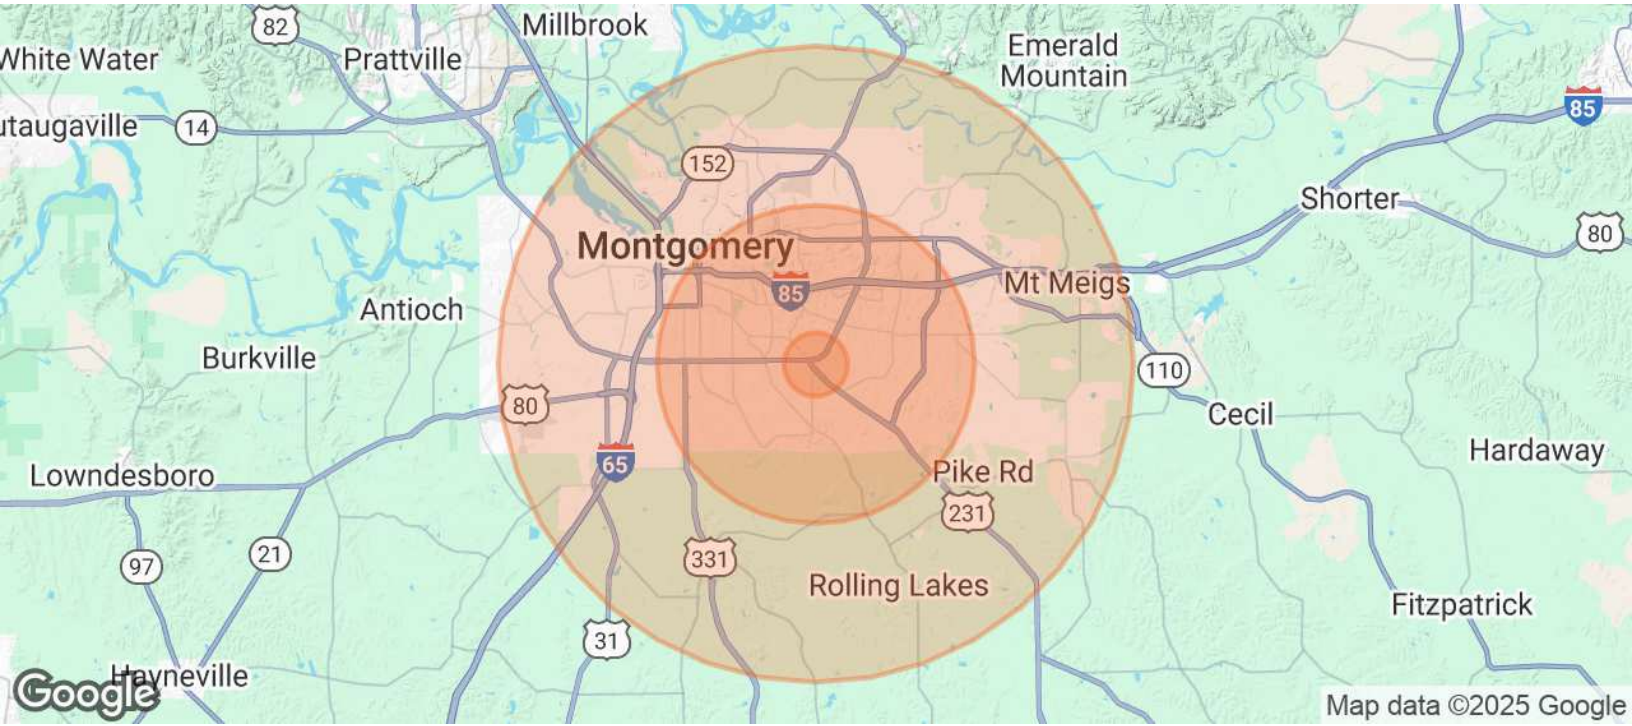 82
Millbrook
White Water
Prattville
Emerald
Mountain
85
utaugaville
14
152
Shorter
80
Montgomery
85
Mt Meigs
Antioch
Burkville
110
80
Cecil
Hardaway
65
Lowndesboro
Pike Rd
231
97
21
331
Rolling Lakes
Fitzpatrick
31
Hayneville
Google
Map data ©2025 Google